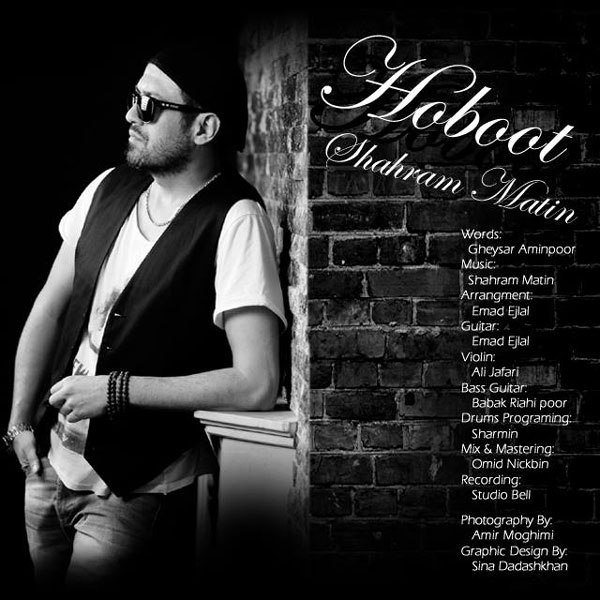 Hoboot
Shahram Matin
Words:
Gheysar Aminpoor
Music:
Shahram Matin
Arrangment:
Emad Ejlal
Guitar:
Emad Ejlal
Violin:
Ali Jafari
Bass Guitar:
Babak Riahi poor
Drums Programing:
Sharmin
Mix & Mastering:
Omid Nickbin
Recording:
Studio Bell
Photography By:
Amir Moghimi
Graphic Design By:
Sina Dadashkhan